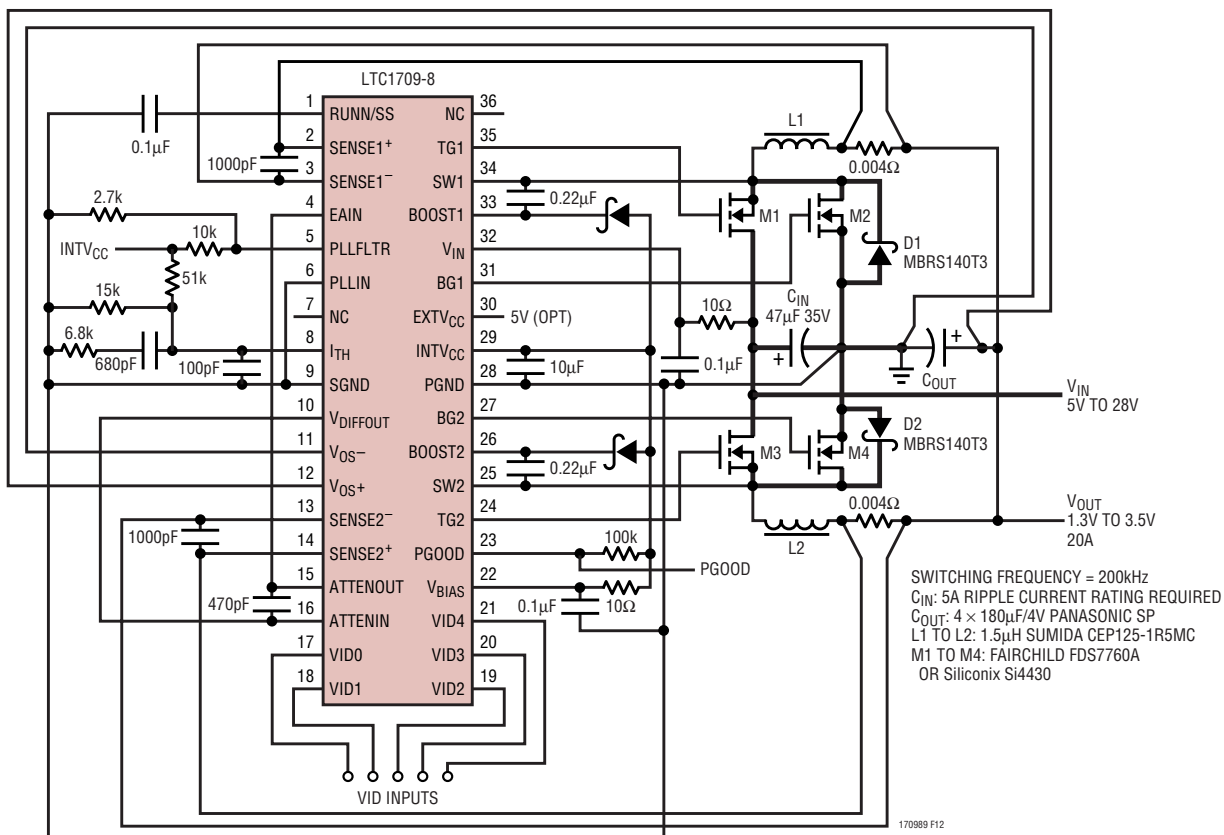 LTC1709-8
1 RUNN/SS
2 SENSE1+
3 SENSE1–
4 EAIN
5 PLLFLTR
6 PLLIN
7 NC
8 ITH
9 SGND
10 VDIFFOUT
11 VOS–
12 VOS+
13 SENSE2–
14 SENSE2+
15 ATTENOUT
16 ATTENIN
17 VID0
18 VID1
NC 36
TG1 35
SW1 34
BOOST1 33
VIN 32
BG1 31
EXTVCC 30
INTVCC 29
PGND 28
BG2 27
BOOST2 26
SW2 25
TG2 24
PGOOD 23
VBIAS 22
VID4 21
VID3 20
VID2 19
0.1µF
1000pF
2.7k
10k
INTVCC
51k
15k
6.8k
680pF
100pF
1000pF
470pF
VID INPUTS
0.22µF
5V (OPT)
10µF
0.22µF
100k
PGOOD
10Ω
0.1µF
10Ω
0.1µF
L1
0.004Ω
M1
M2
D1
MBRS140T3
CIN
47µF 35V
+
+
COUT
VIN
5V TO 28V
D2
MBRS140T3
M3
M4
0.004Ω
L2
VOUT
1.3V TO 3.5V
20A
SWITCHING FREQUENCY = 200kHz
CIN: 5A RIPPLE CURRENT RATING REQUIRED
COUT: 4 × 180µF/4V PANASONIC SP
L1 TO L2: 1.5µH SUMIDA CEP125-1R5MC
M1 TO M4: FAIRCHILD FDS7760A
OR Siliconix Si4430
170989 F12